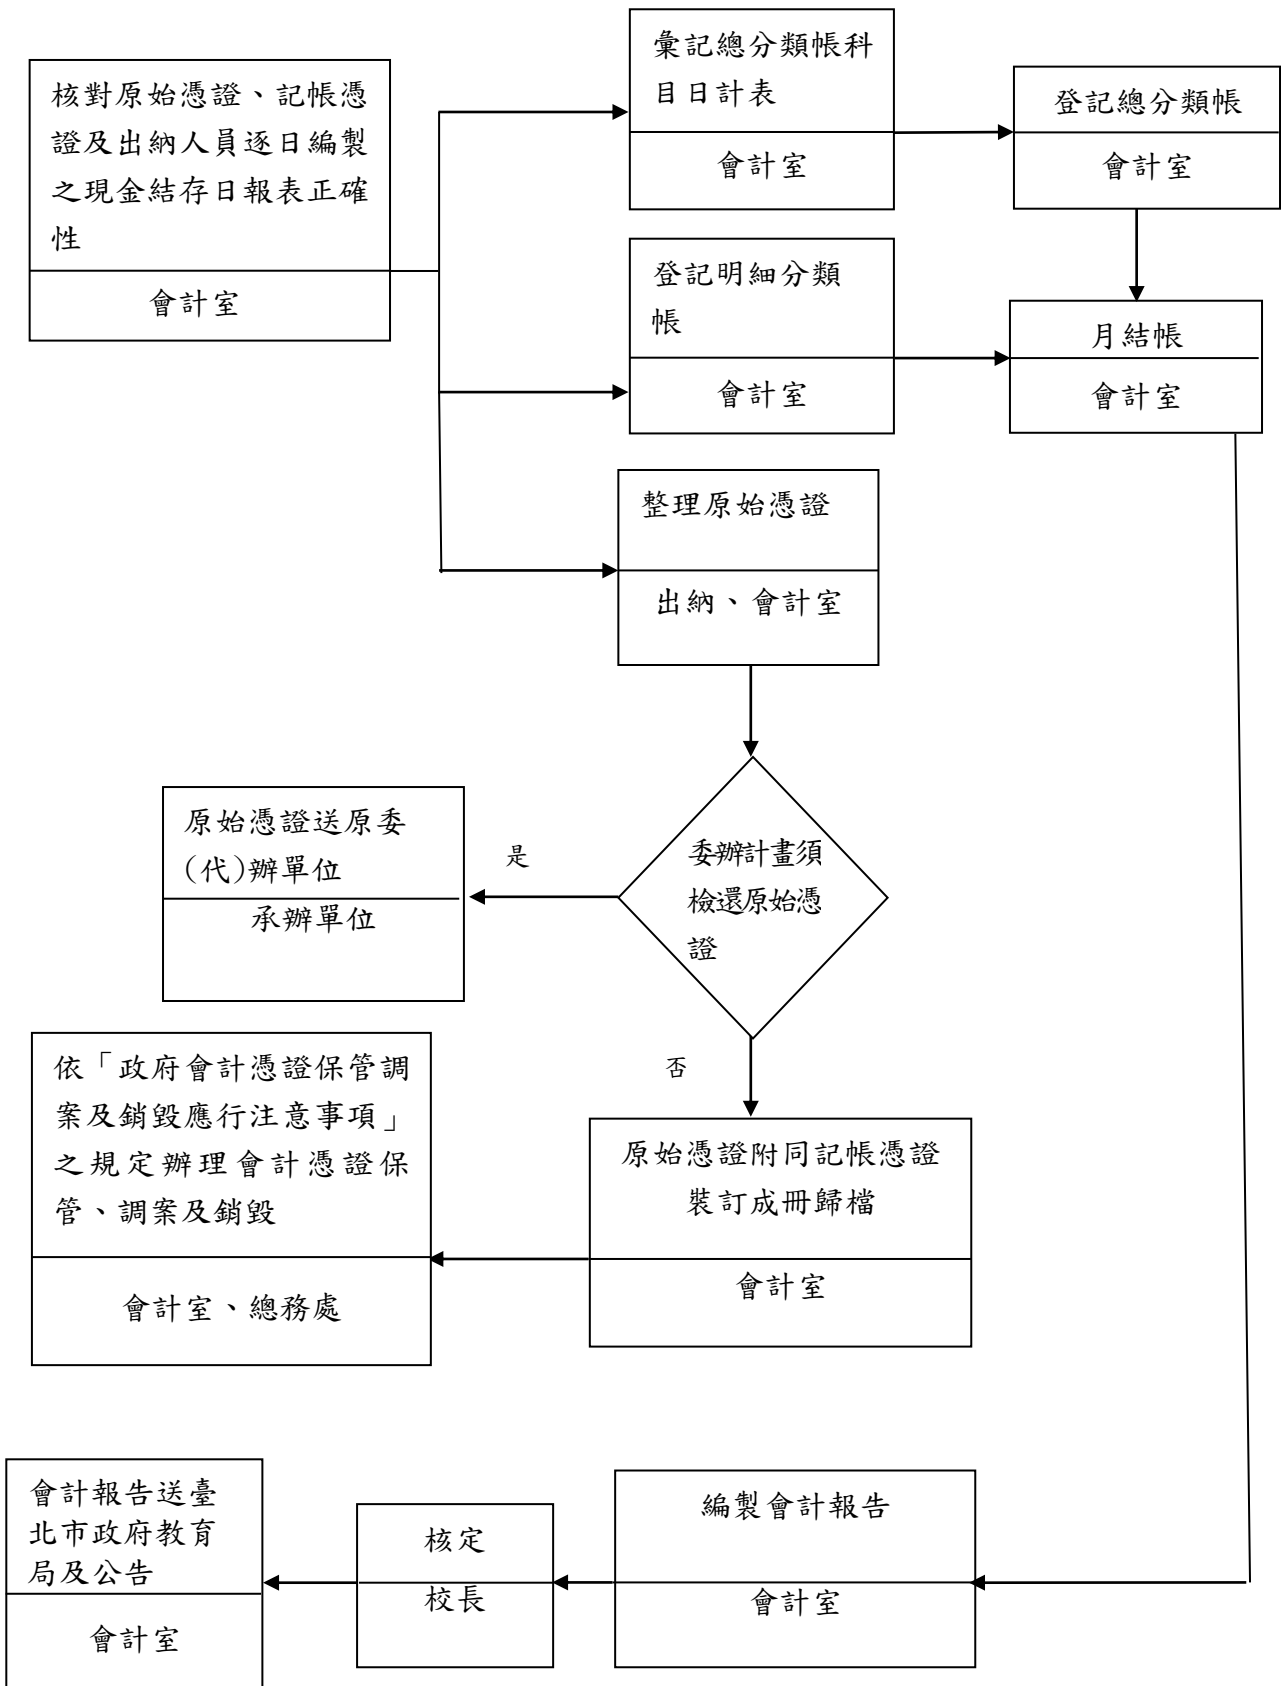 核對原始憑證、記帳憑
證及出納人員逐日編製
之現金結存日報表正確
性
會計室
彙記總分類帳科
目日計表
會計室
登記總分類帳
會計室
登記明細分類
帳
會計室
月結帳
會計室
整理原始憑證
出納、會計室
委辦計畫須
檢還原始憑
證
是
原始憑證送原委
(代)辦單位
承辦單位
否
原始憑證附同記帳憑證
裝訂成冊歸檔
會計室
依「政府會計憑證保管調
案及銷毀應行注意事項」
之規定辦理會計憑證保
管、調案及銷毀
會計室、總務處
編製會計報告
會計室
核定
校長
會計報告送臺
北市政府教育
局及公告
會計室